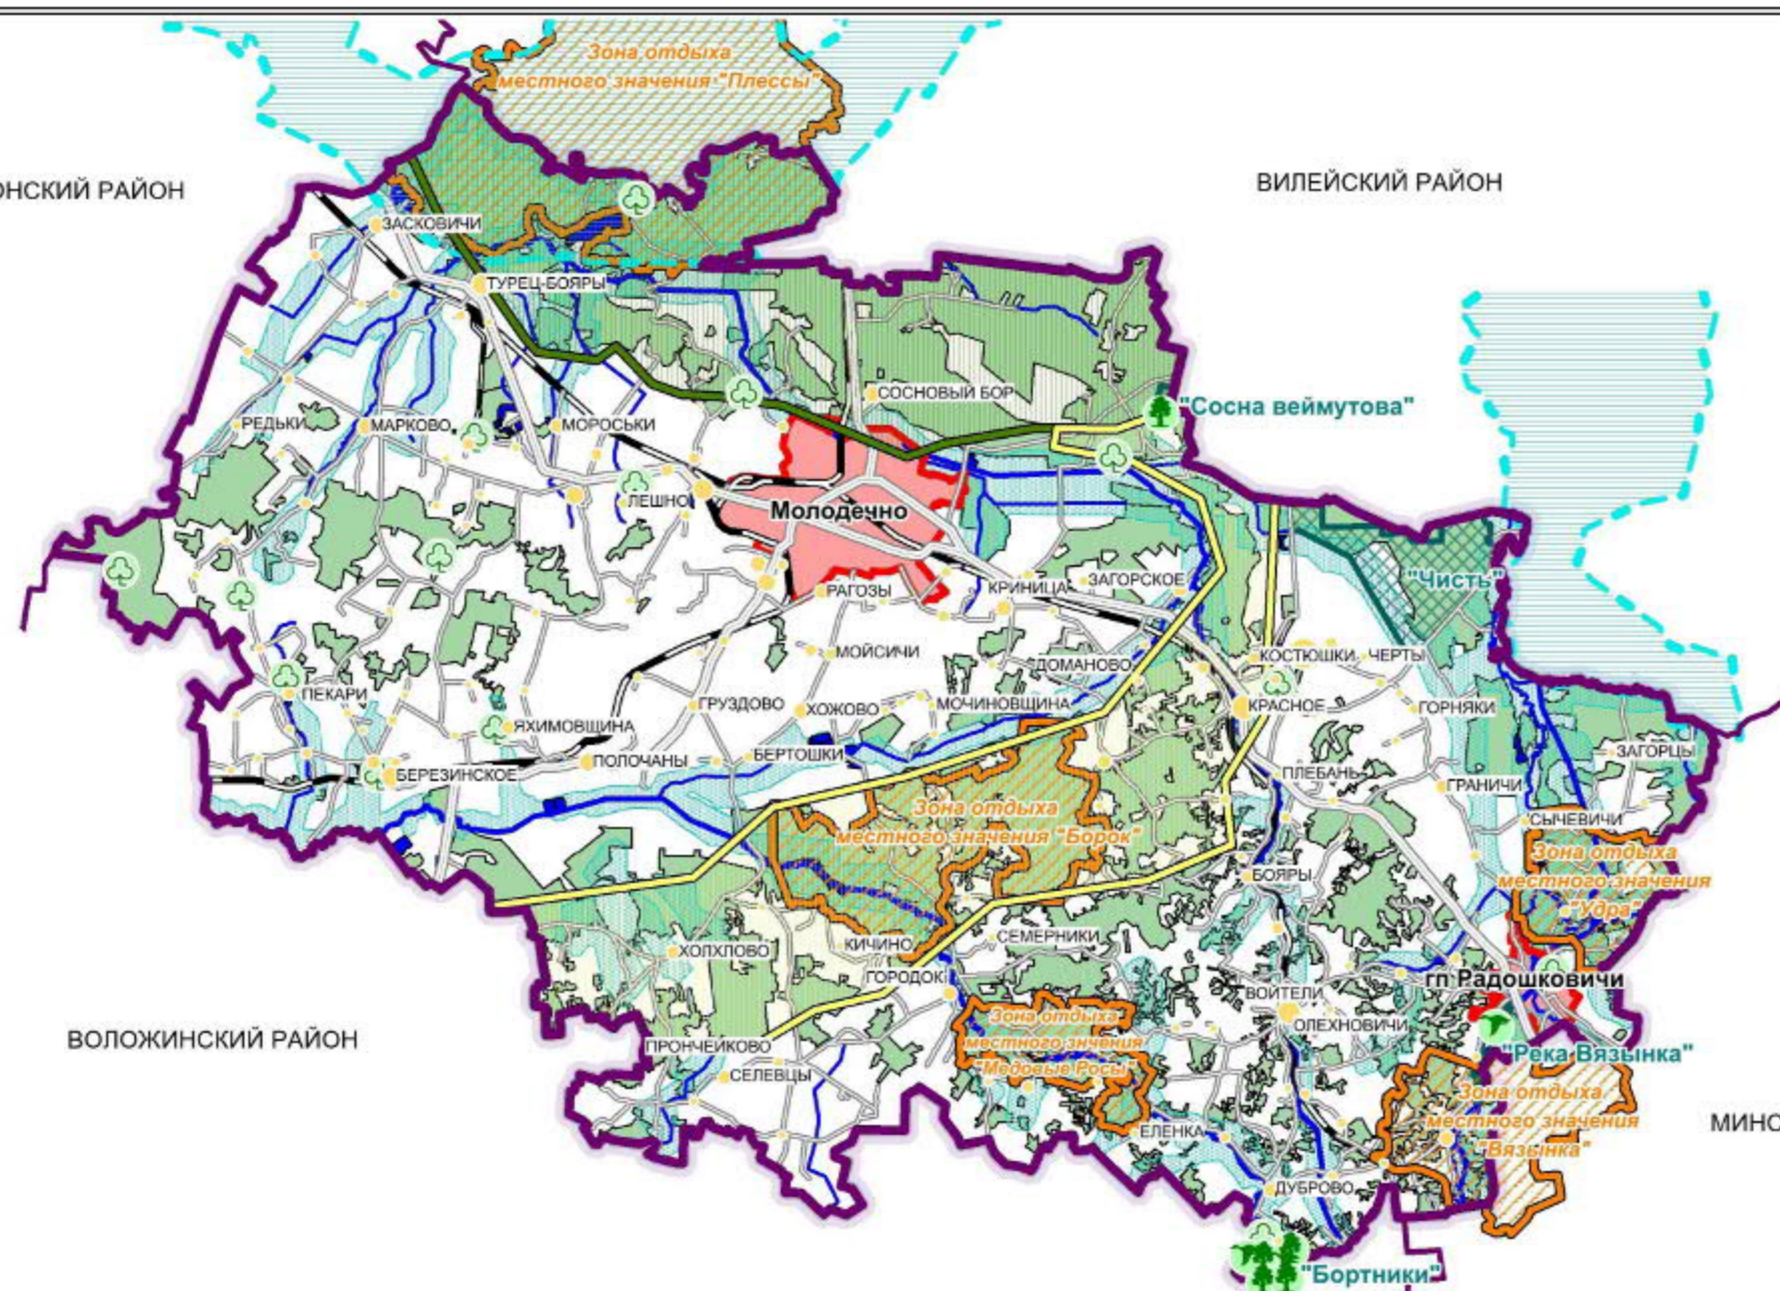 Зона отдыха
местного значения "Плессы"
ОНСКИЙ РАЙОН
ВИЛЕЙСКИЙ РАЙОН
ЗАСКОВИЧИ
ТУРЕЦ-БОЯРЫ
СОСНОВЫЙ БОР
"Сосна веймутова"
РЕДЬКИ
МАРКОВО
МОРОСЬКИ
ЛЕШНО
Молодечно
"Чисть"
РАГОЗЫ
КРИНИЦА
ЗАГОРСКОЕ
МОЙСИЧИ
ДОМАНОВО
КОСТЮШКИ
ЧЕРТЫ
ПЕКАРИ
ГРУЗДОВО
ХОЖОВО
МОЧИНОВЩИНА
КРАСНОЕ
ГОРНЯКИ
ЯХИМОВЩИНА
ПОЛОЧАНЫ
БЕРТОШКИ
ЗАГОРЦЫ
БЕРЕЗИНСКОЕ
ПЛЕБАНЬ
ГРАНИЧИ
Зона отдыха
местного значения "Борок"
СЫЧЕВИЧИ
Зона отдыха
местного значения
"Удра"
БОЯРЫ
ХОЛХЛОВО
КИЧИНО
СЕМЕРНИКИ
ГОРОДОК
гп Радошковичи
ВОЙТЕЛИ
ОЛЕХНОВИЧИ
Зона отдыха
местного знчения
"Медовые Росы"
ВОЛОЖИНСКИЙ РАЙОН
ПРОНЧЕЙКОВО
СЕЛЕВЦЫ
"Река Вязынка"
Зона отдыха
местного значения
"Вязынка"
МИНС
ЕЛЕНКА
ДУБРОВО
"Бортники"